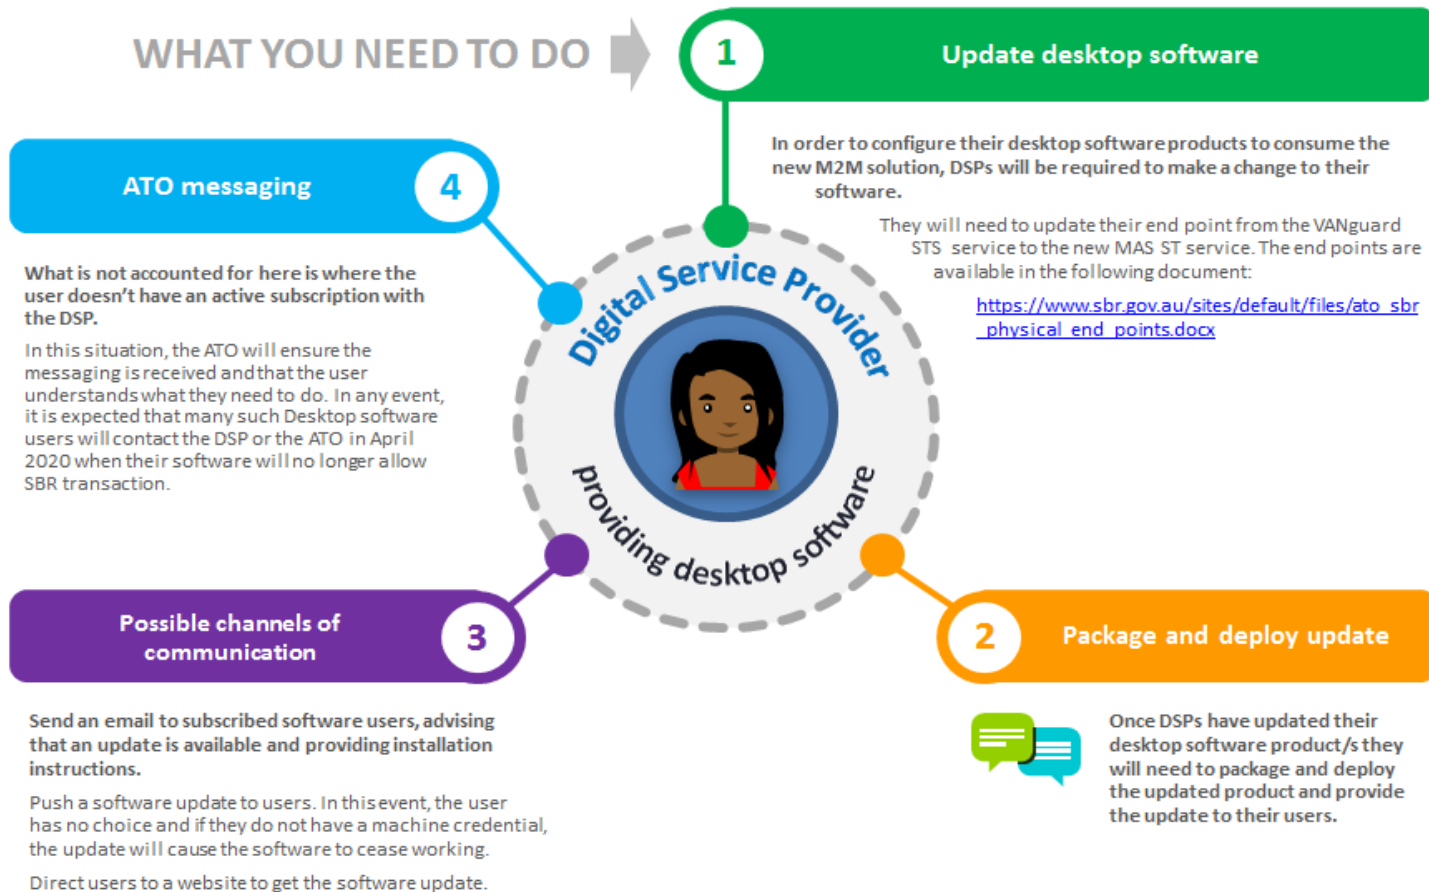 WHAT YOU NEED TO DO
1
Update desktop software
In order to configure their desktop software products to consume the
new M2M solution, DSPs will be required to make a change to their
software.
They will need to update their end point from the VANguard
STS service to the new MAS ST service. The end points are
available in the following document:
https://www.sbr.gov.au/sites/default/files/ato_sbr
_physical_end_points.docx
Digital Service Provider
providing desktop software
2
Package and deploy update
Once DSPs have updated their
desktop software product/s they
will need to package and deploy
the updated product and provide
the update to their users.
Possible channels of
communication
3
Send an email to subscribed software users, advising
that an update is available and providing installation
instructions.
Push a software update to users. In this event, the user
has no choice and if they do not have a machine credential,
the update will cause the software to cease working.
Direct users to a website to get the software update.
ATO messaging
4
What is not accounted for here is where the
user doesn't have an active subscription with
the DSP.
In this situation, the ATO will ensure the
messaging is received and that the user
understands what they need to do. In any event,
it is expected that many such Desktop software
users will contact the DSP or the ATO in April
2020 when their software will no longer allow
SBR transaction.